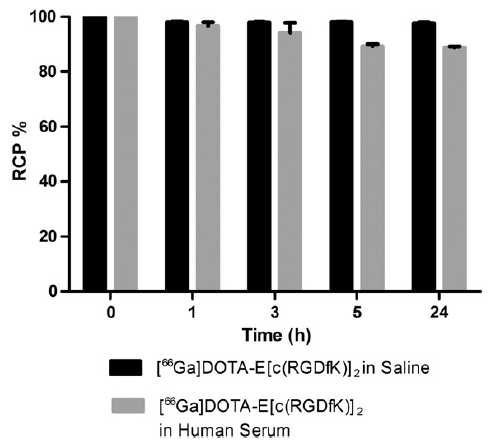 RCP %
100
80
60
40
20
0
0 1 3 5 24
Time (h)
[⁶⁶Ga]DOTA-E[c(RGDfK)]₂ in Saline
[⁶⁶Ga]DOTA-E[c(RGDfK)]₂
in Human Serum